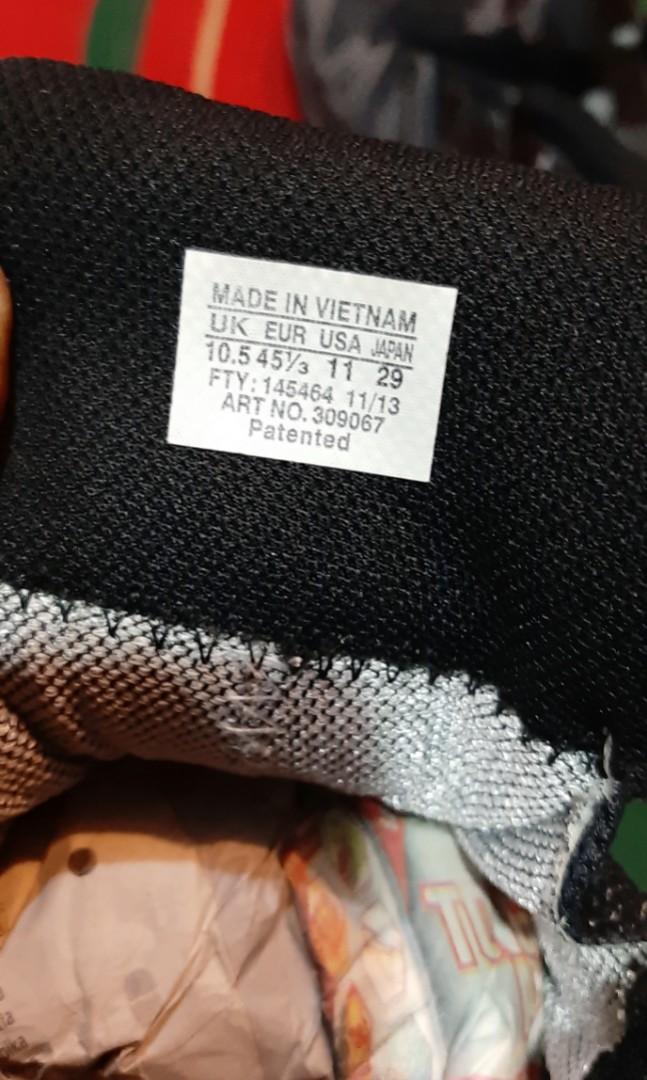 MADE IN VIETNAM
UK EUR USA JAPAN
10.5 45⅓ 11 29
FTY: 145464 11/13
ART NO. 309067
Patented